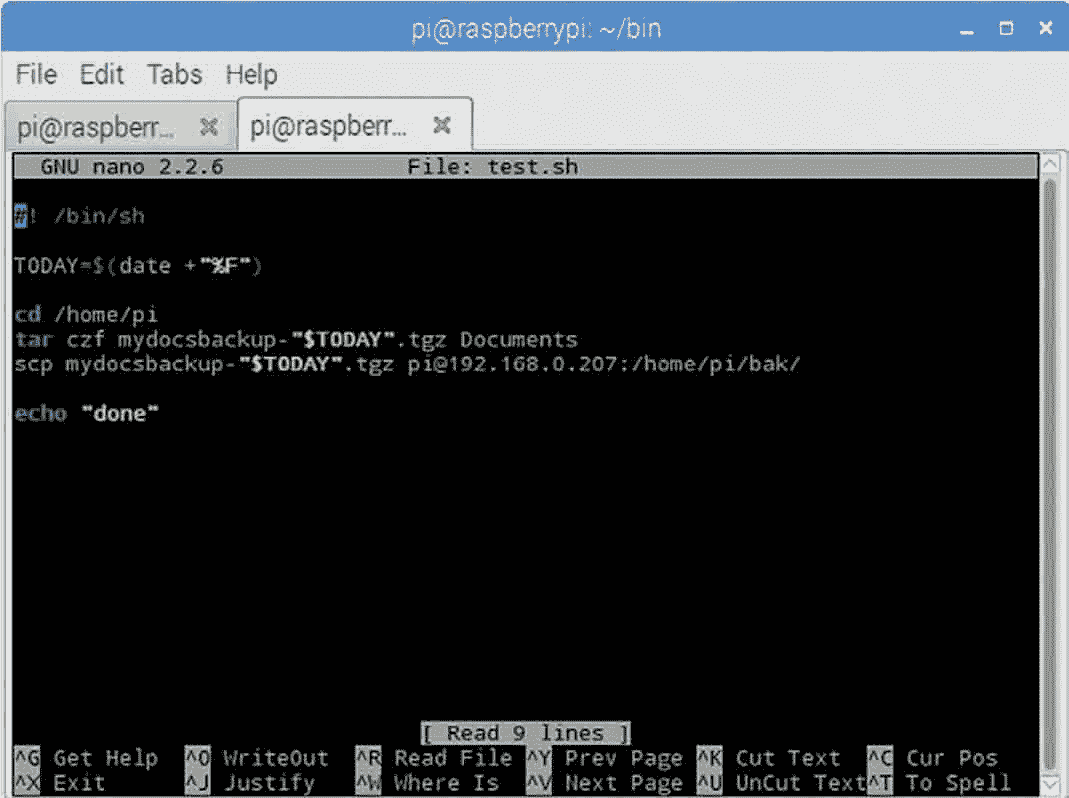 pi@raspberrypi: ~/bin
File Edit Tabs Help
pi@raspberr... pi@raspberr...
GNU nano 2.2.6 File: test.sh
#! /bin/sh
TODAY=$(date +"%F")
cd /home/pi
tar czf mydocsbackup-"$TODAY".tgz Documents
scp mydocsbackup-"$TODAY".tgz pi@192.168.0.207:/home/pi/bak/
echo "done"
[ Read 9 lines ]
^G Get Help ^O WriteOut ^R Read File ^Y Prev Page ^K Cut Text ^C Cur Pos
^X Exit ^J Justify ^W Where Is ^V Next Page ^U UnCut Text ^T To Spell